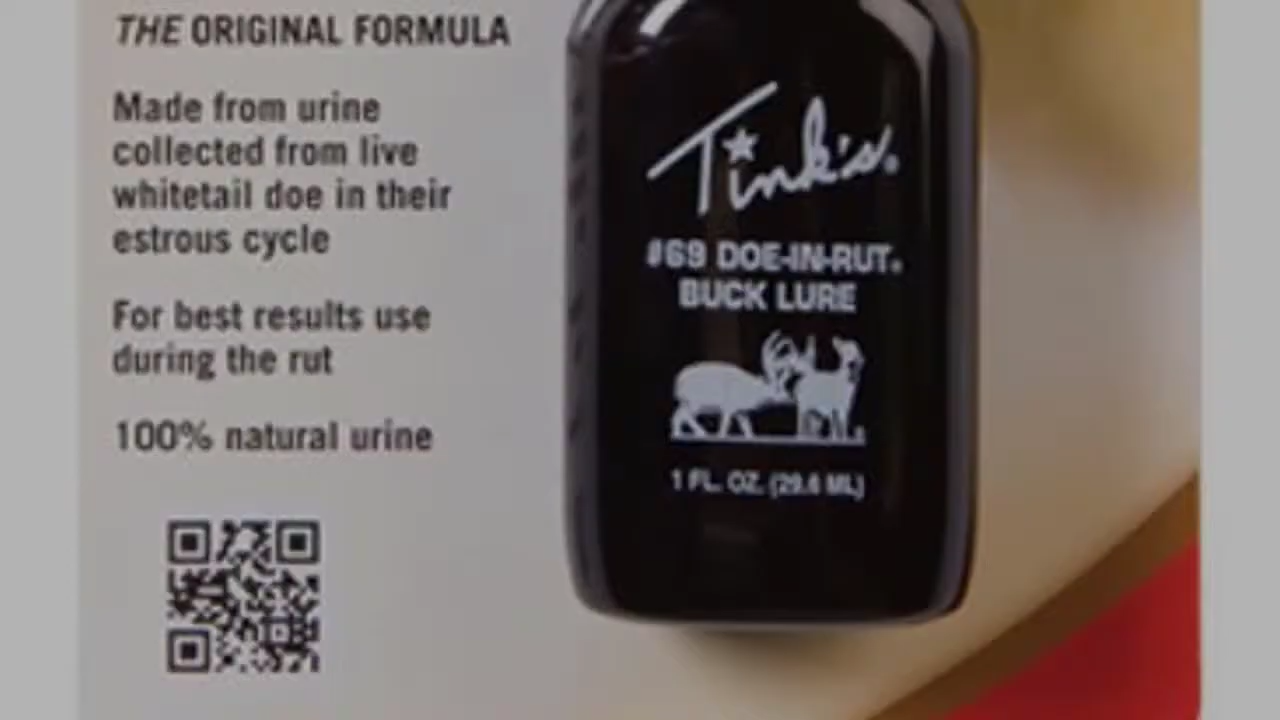 THE ORIGINAL FORMULA
Made from urine
collected from live
whitetail doe in their
estrous cycle
For best results use
during the rut
100% natural urine
Tink's®
#69 DOE-IN-RUT®
BUCK LURE
1 FL. OZ. (29.6 ML)